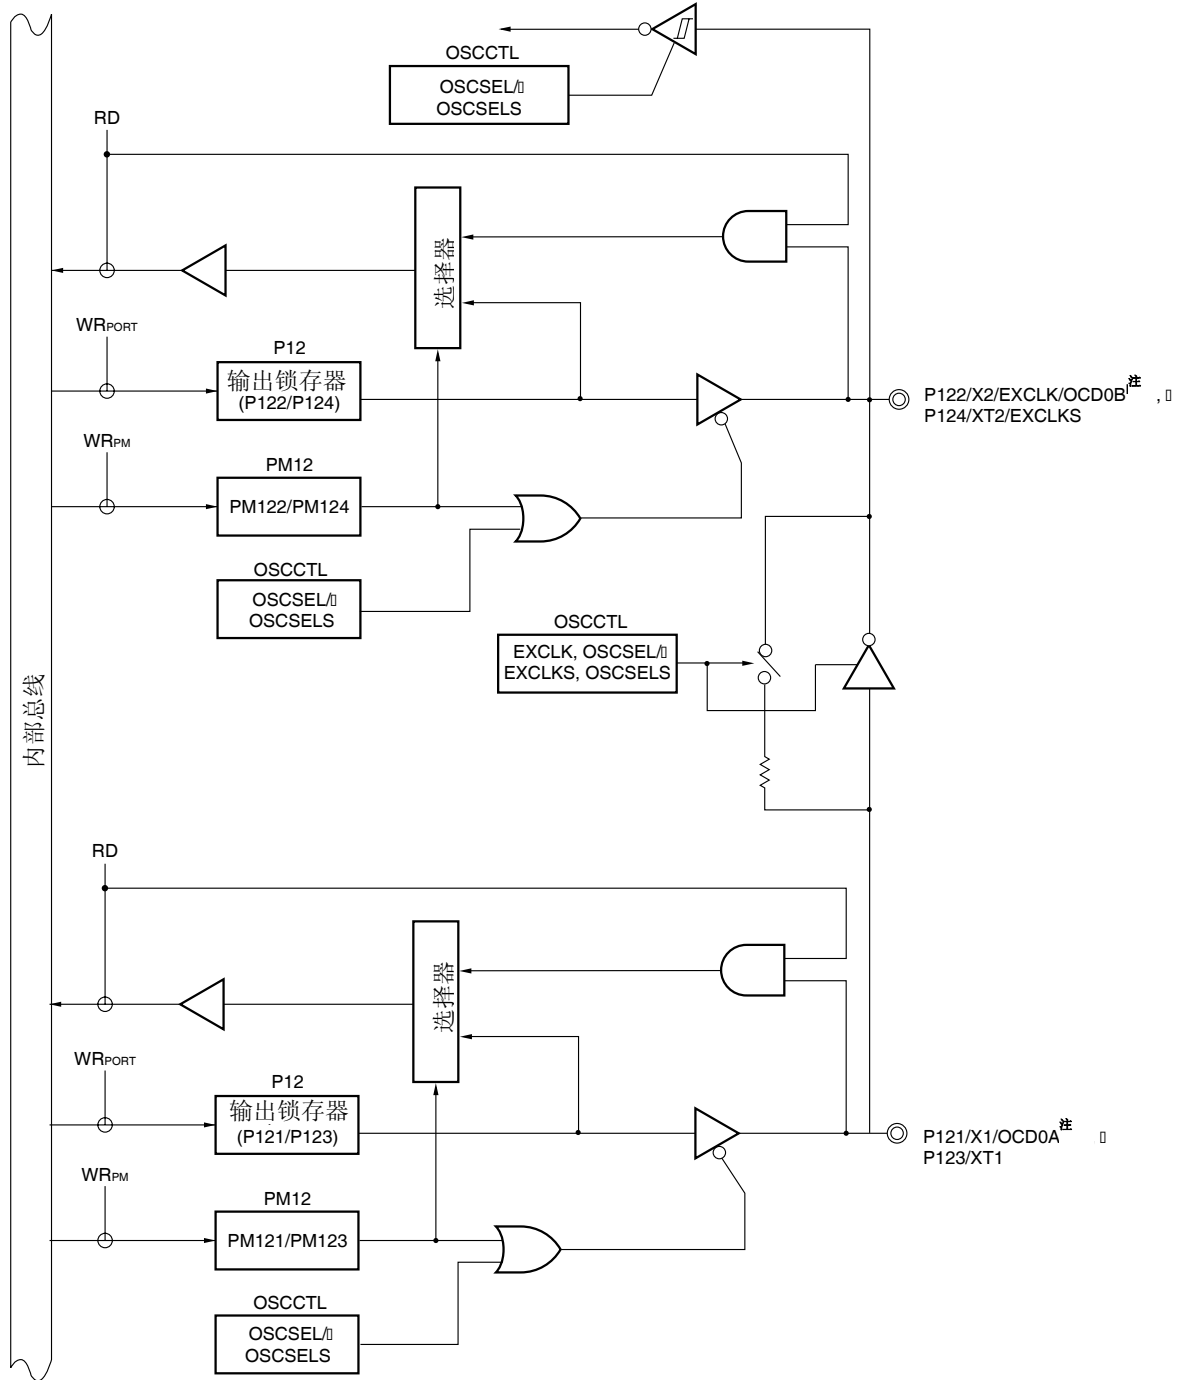 OSCCTL
OSCSEL/
OSCSELS
RD
选择器
WRPORT
P12
输出锁存器
(P122/P124)
P122/X2/EXCLK/OCD0B注,
P124/XT2/EXCLKS
WRPM
PM12
PM122/PM124
OSCCTL
OSCSEL/
OSCSELS
OSCCTL
EXCLK, OSCSEL/
EXCLKS, OSCSELS
内部总线
RD
选择器
WRPORT
P12
输出锁存器
(P121/P123)
P121/X1/OCD0A注
P123/XT1
WRPM
PM12
PM121/PM123
OSCCTL
OSCSEL/
OSCSELS